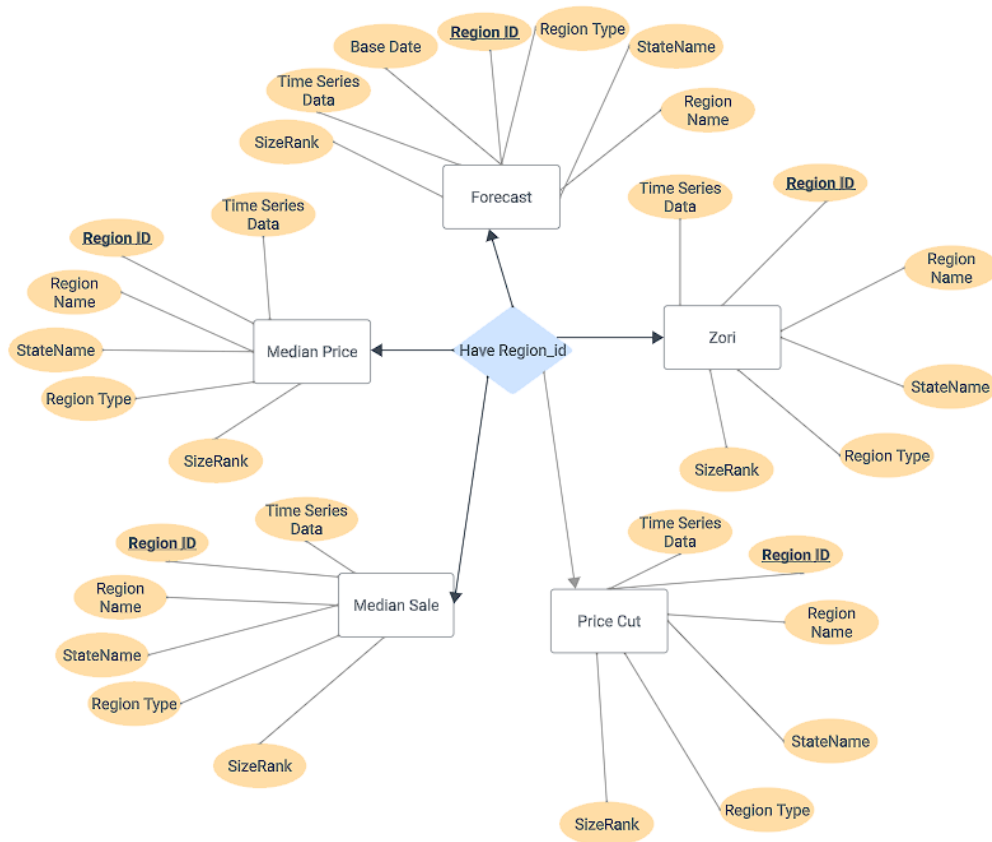 Region ID
Region Type
Base Date
StateName
Time Series
Data
Region
Name
SizeRank
Forecast
Time Series
Data
Region ID
Time Series
Data
Region ID
Region
Name
Region
Name
StateName
Median Price
Have Region_id
Zori
Region Type
StateName
SizeRank
Region Type
SizeRank
Time Series
Data
Region ID
Time Series
Data
Region ID
Region
Name
Median Sale
Price Cut
Region
Name
StateName
Region Type
StateName
SizeRank
Region Type
SizeRank